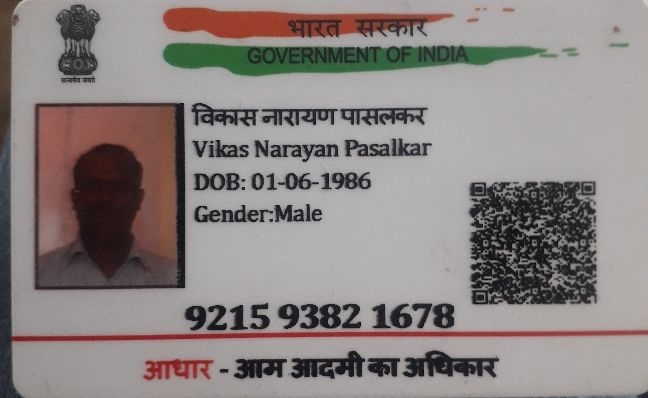 भारत सरकार
GOVERNMENT OF INDIA
सत्यमेव जयते
विकास नारायण पासलकर
Vikas Narayan Pasalkar
DOB: 01-06-1986
Gender:Male
9215 9382 1678
आधार - आम आदमी का अधिकार